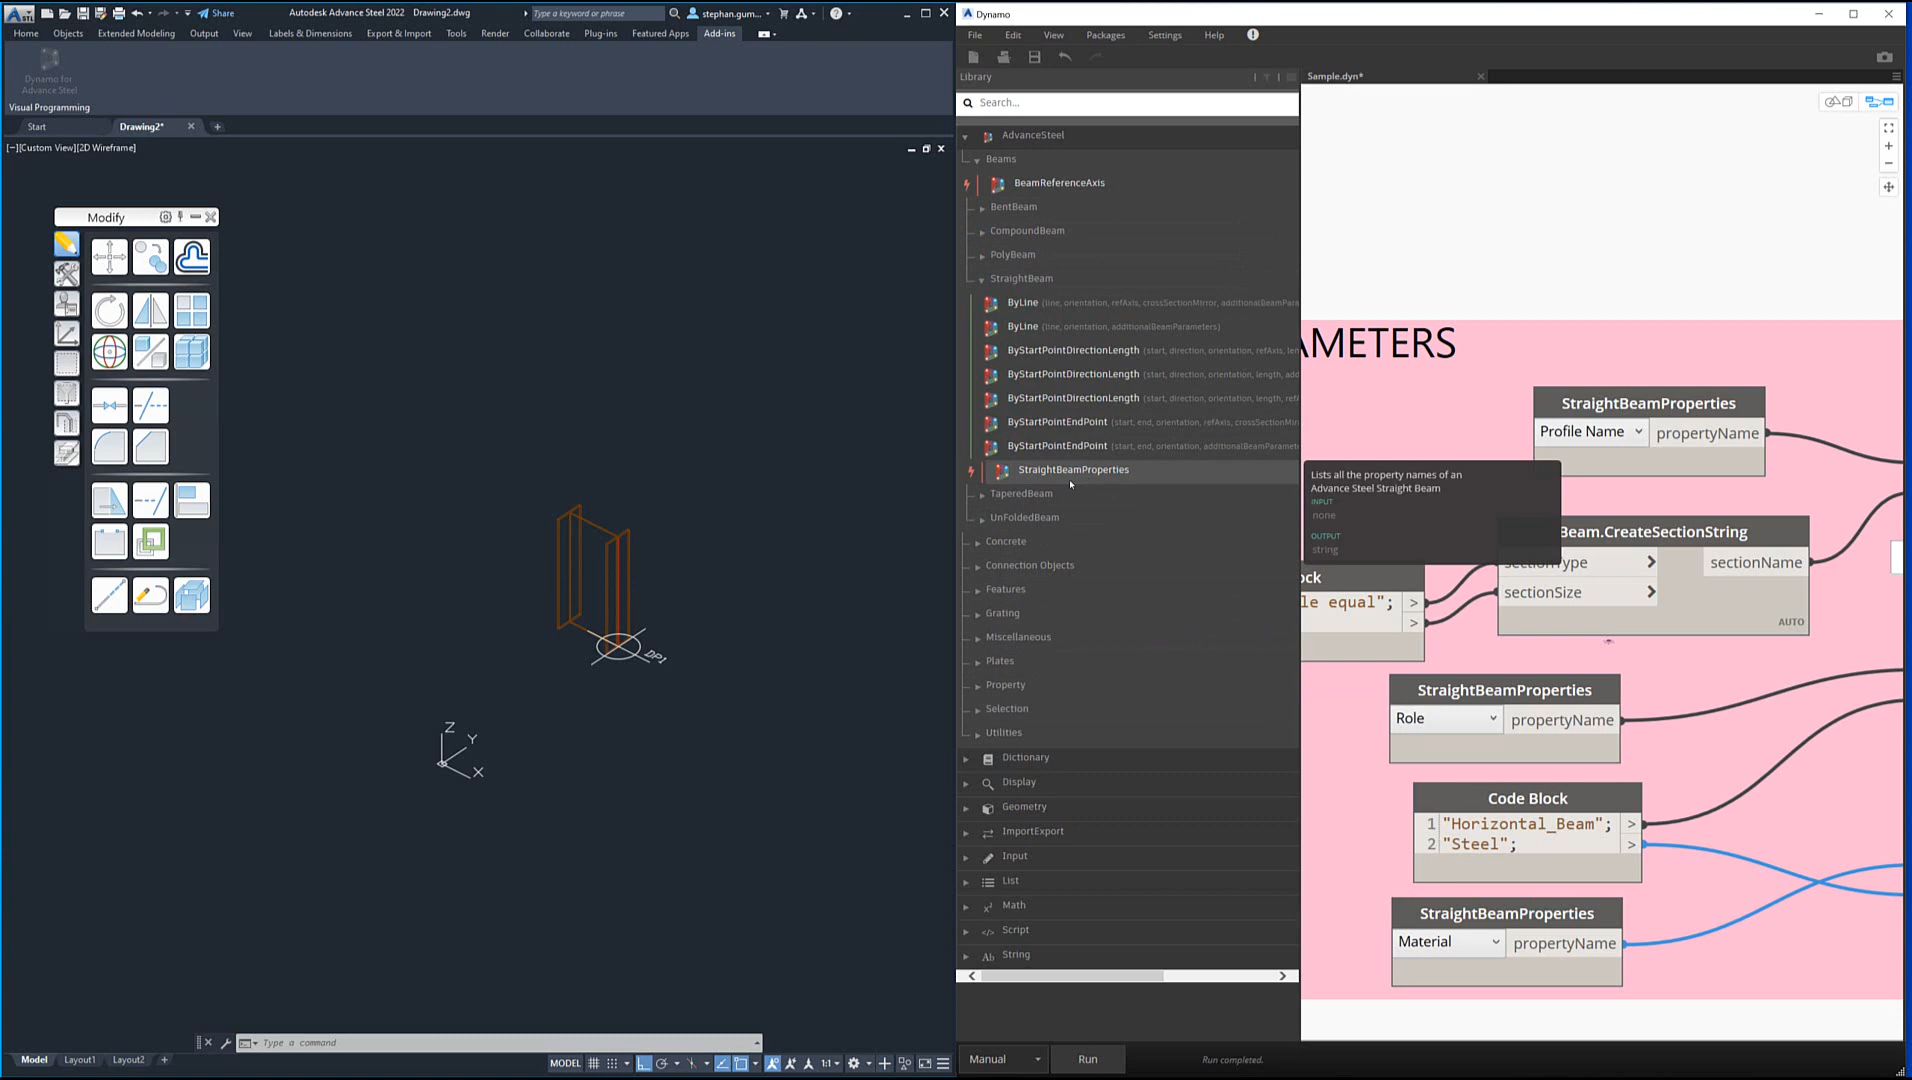 STL
Share
Autodesk Advance Steel 2022 Drawing2.dwg
Type a keyword or phrase
stephan.gum...
Home Objects Extended Modeling Output View Labels & Dimensions Export & Import Tools Render Collaborate Plug-ins Featured Apps Add-ins
Dynamo for
Advance Steel
Visual Programming
Start
Drawing2*
[−][Custom View][2D Wireframe]
Modify
DP1
Z
Y
X
Type a command
Model Layout1 Layout2 +
MODEL
1:1
Dynamo
File Edit View Packages Settings Help
Library
Search...
AdvanceSteel
Beams
BeamReferenceAxis
BentBeam
CompoundBeam
PolyBeam
StraightBeam
ByLine (line, orientation, refAxis, crossSectionMirror, additionalBeamPara
ByLine (line, orientation, additionalBeamParameters)
ByStartPointDirectionLength (start, direction, orientation, refAxis, len
ByStartPointDirectionLength (start, direction, orientation, length, add
ByStartPointDirectionLength (start, direction, orientation, length, refA
ByStartPointEndPoint (start, end, orientation, refAxis, crossSectionMir
ByStartPointEndPoint (start, end, orientation, additionalBeamParamete
StraightBeamProperties
TaperedBeam
UnFoldedBeam
Concrete
Connection Objects
Features
Grating
Miscellaneous
Plates
Property
Selection
Utilities
Dictionary
Display
Geometry
ImportExport
Input
List
Math
Script
Ab String
Manual
Run
Run completed.
Sample.dyn*
AMETERS
StraightBeamProperties
Profile Name
propertyName
Lists all the property names of an
Advance Steel Straight Beam
INPUT
none
OUTPUT
string
Beam.CreateSectionString
sectionType
sectionName
sectionSize
AUTO
ock
le equal";
StraightBeamProperties
Role
propertyName
Code Block
1 "Horizontal_Beam"; >
2 "Steel"; >
StraightBeamProperties
Material
propertyName